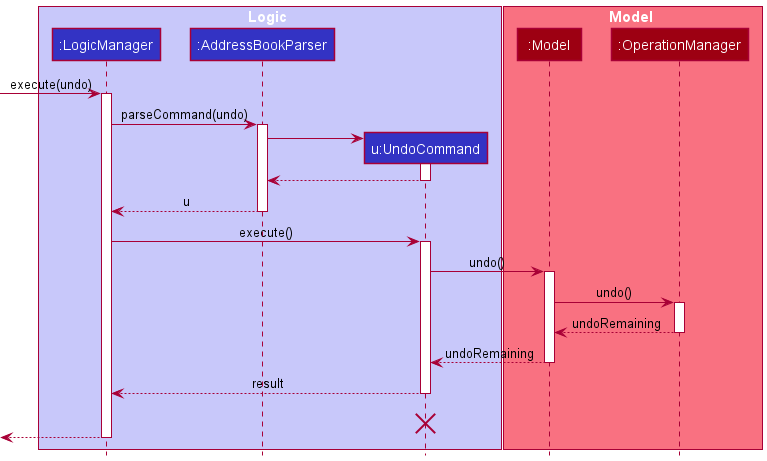 Logic
Model
:LogicManager
:AddressBookParser
:Model
:OperationManager
execute(undo)
parseCommand(undo)
u:UndoCommand
u
execute()
undo()
undo()
undoRemaining
undoRemaining
result